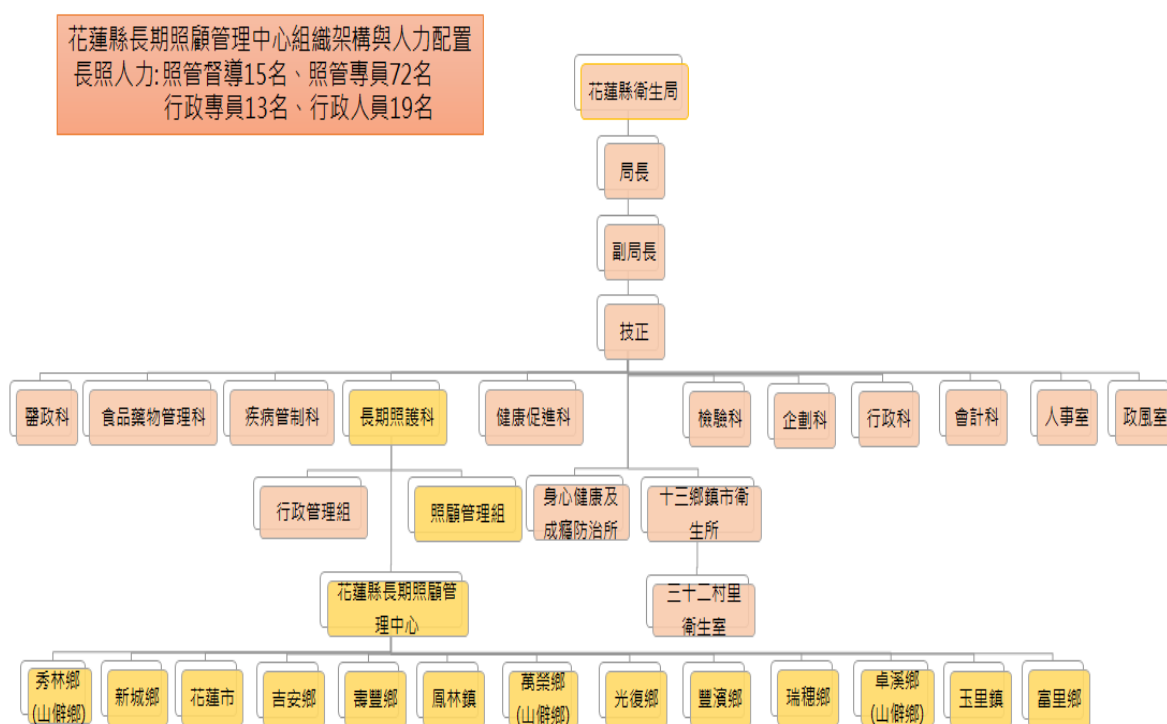 花蓮縣長期照顧管理中心組織架構與人力配置
長照人力:照管督導15名、照管專員72名
行政專員13名、行政人員19名
花蓮縣衛生局
局長
副局長
技正
醫政科
食品藥物管理科
疾病管制科
長期照護科
健康促進科
檢驗科
企劃科
行政科
會計科
人事室
政風室
行政管理組
照顧管理組
身心健康及
成癮防治所
十三鄉鎮市衛
生所
花蓮縣長期照顧管
理中心
三十二村里
衛生室
秀林鄉
(山僻鄉)
新城鄉
花蓮市
吉安鄉
壽豐鄉
鳳林鎮
萬榮鄉
(山僻鄉)
光復鄉
豐濱鄉
瑞穗鄉
卓溪鄉
(山僻鄉)
玉里鎮
富里鄉